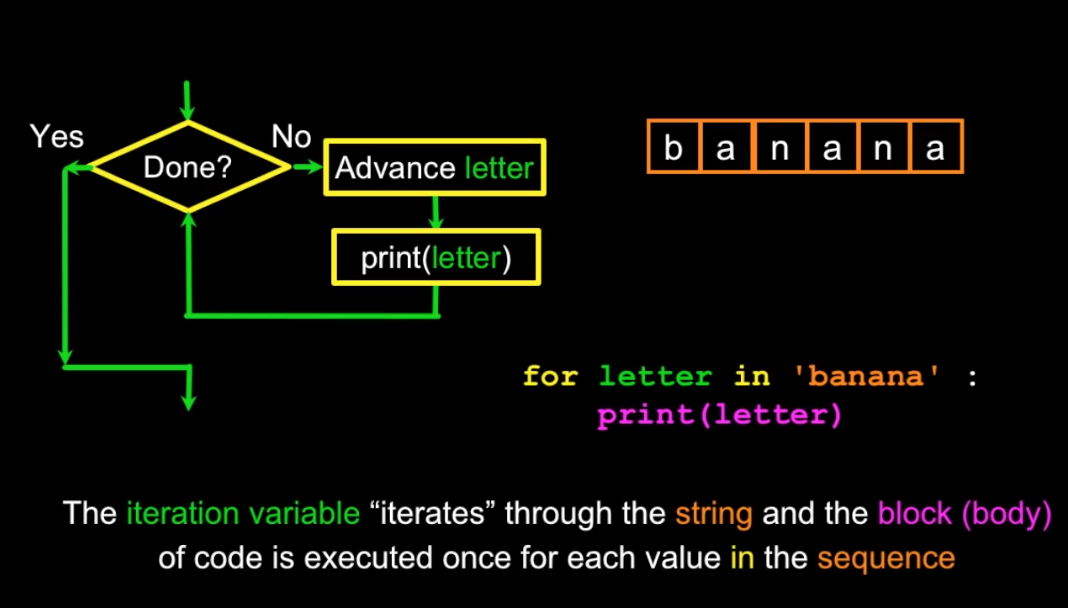 Yes
Done?
No
Advance letter
print(letter)
b a n a n a
for letter in 'banana' :
    print(letter)
The iteration variable “iterates” through the string and the block (body)
of code is executed once for each value in the sequence